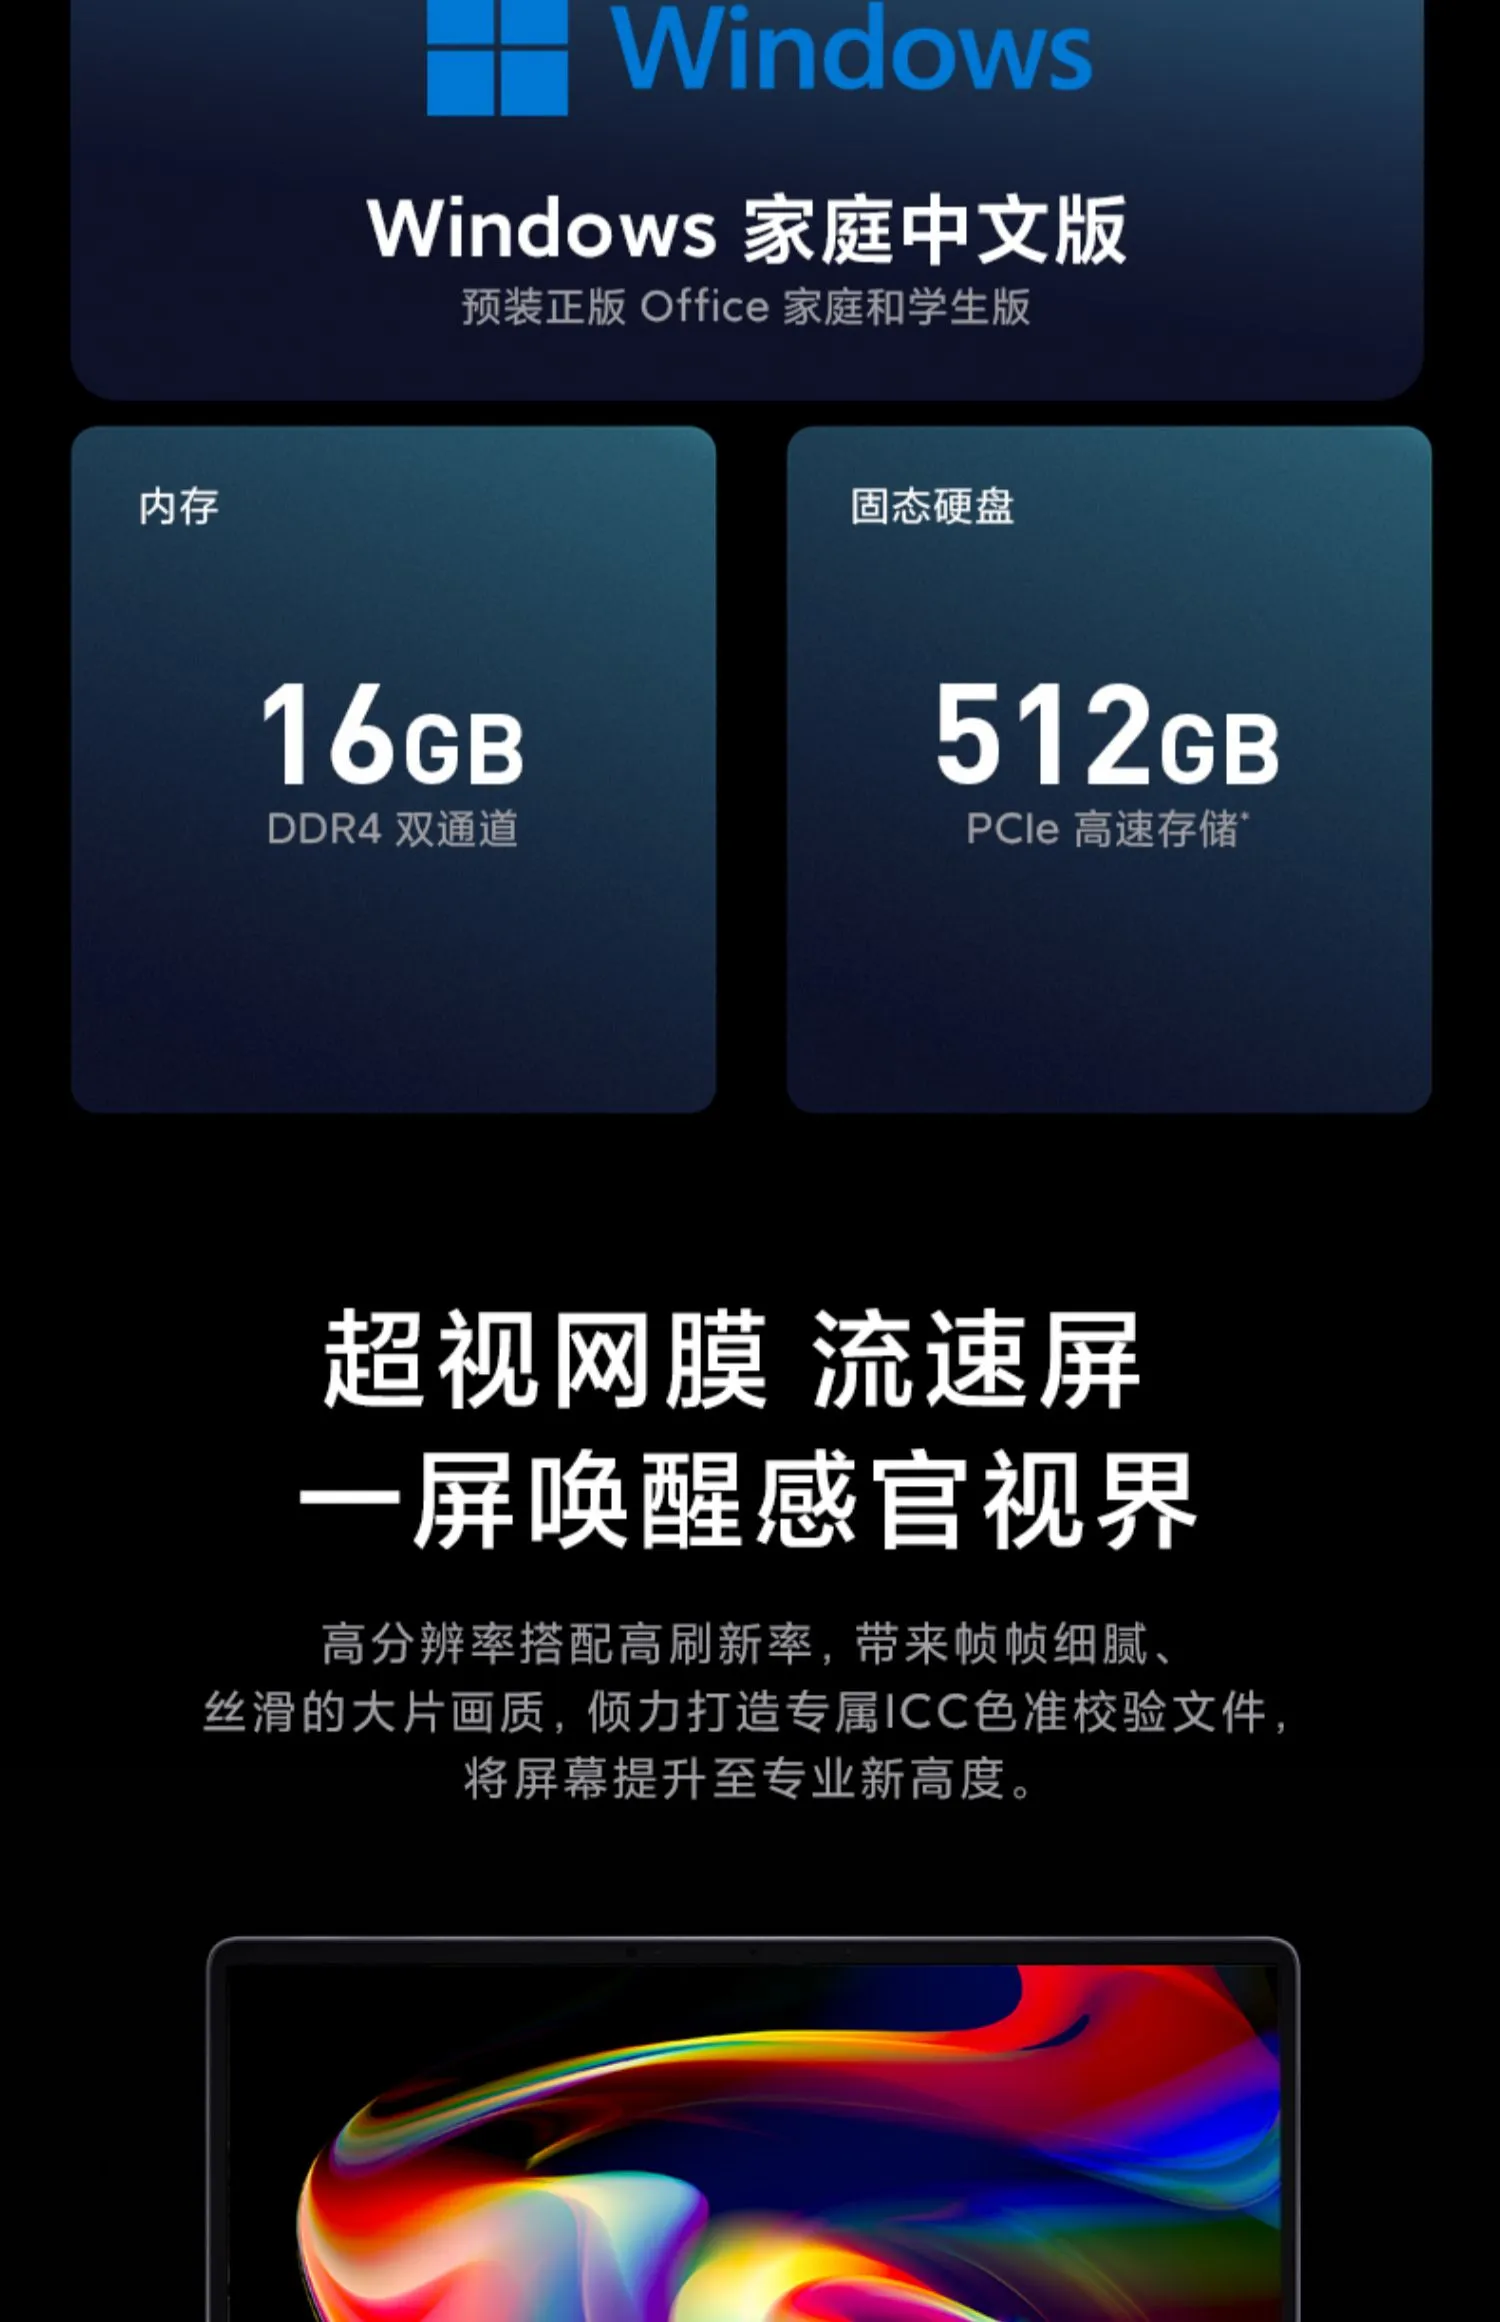 Windows
Windows 家庭中文版
预装正版 Office 家庭和学生版
内存
16GB
DDR4 双通道
固态硬盘
512GB
PCIe 高速存储*
超视网膜 流速屏
一屏唤醒感官视界
高分辨率搭配高刷新率，带来帧帧细腻、
丝滑的大片画质，倾力打造专属ICC色准校验文件，
将屏幕提升至专业新高度。